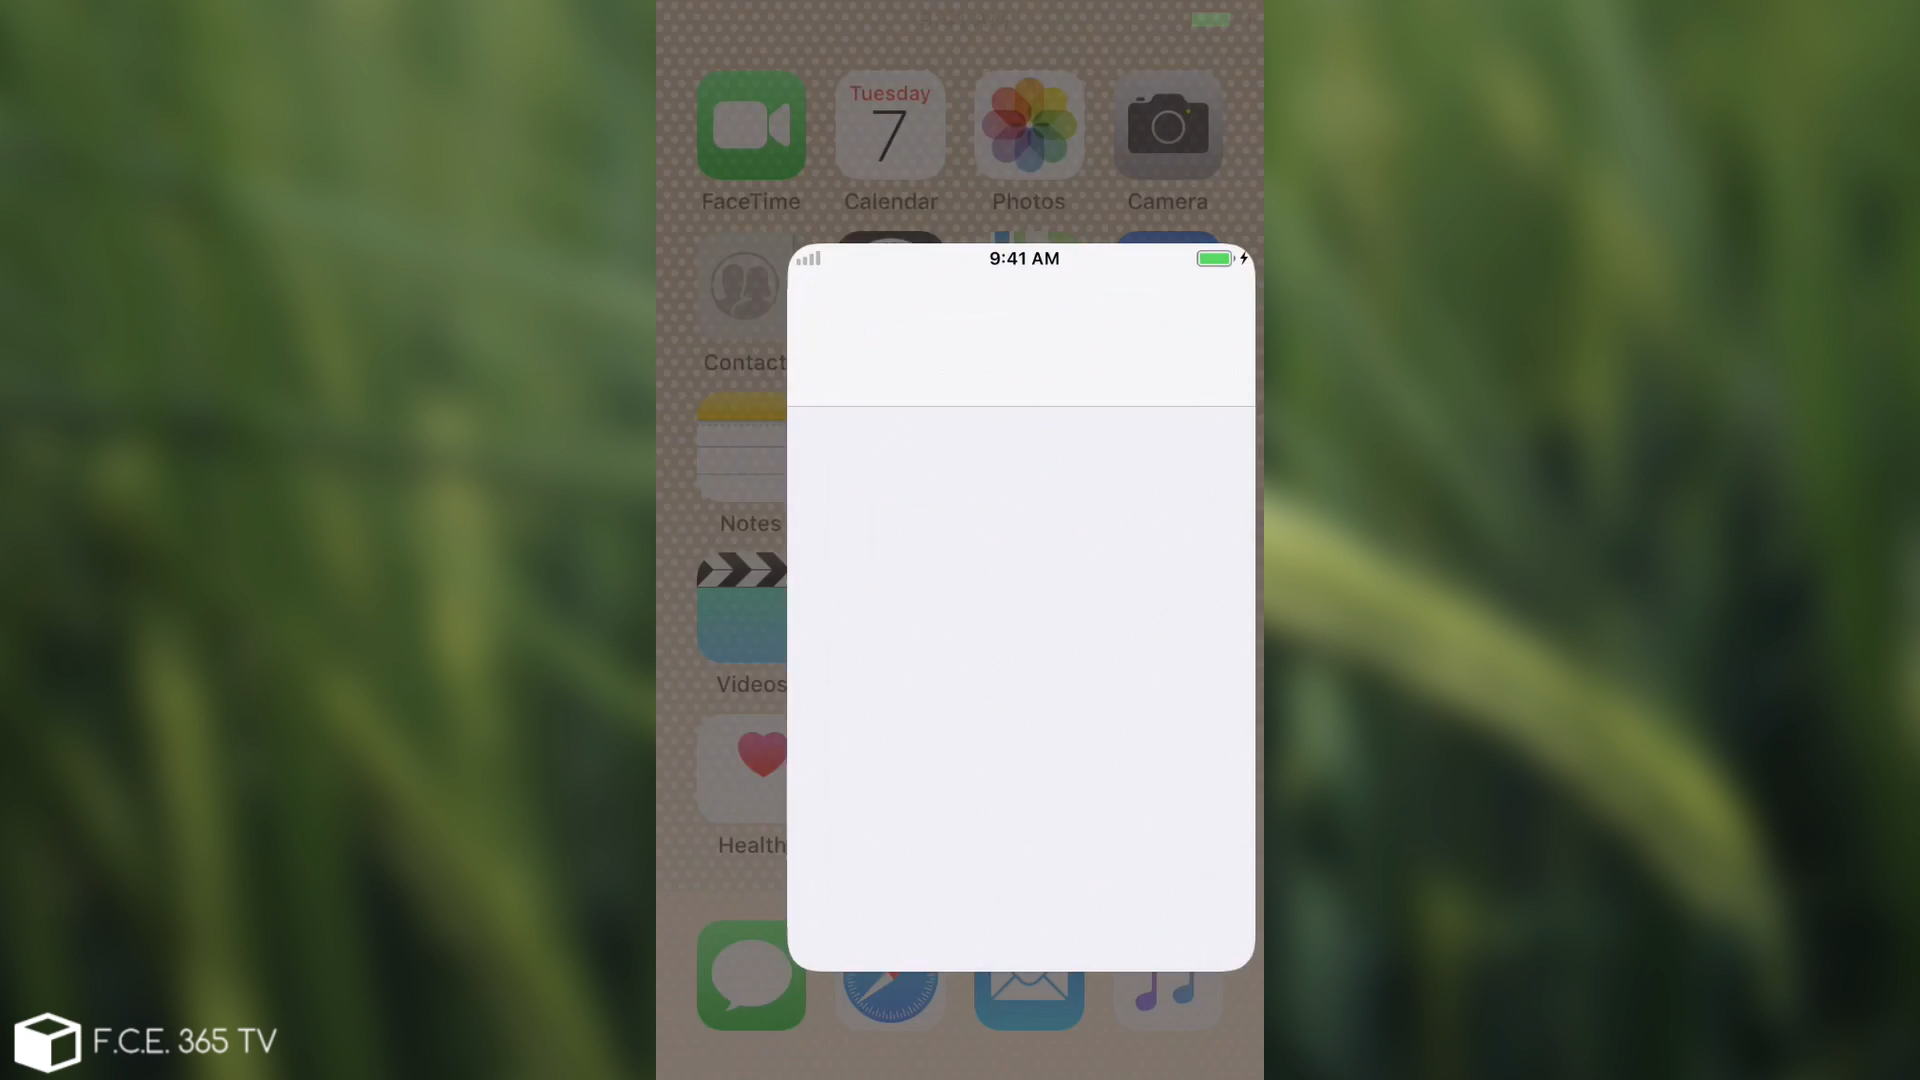 Tuesday
7
FaceTime
Calendar
Photos
Camera
9:41 AM
Contact
Notes
Videos
Health
F.C.E. 365 TV